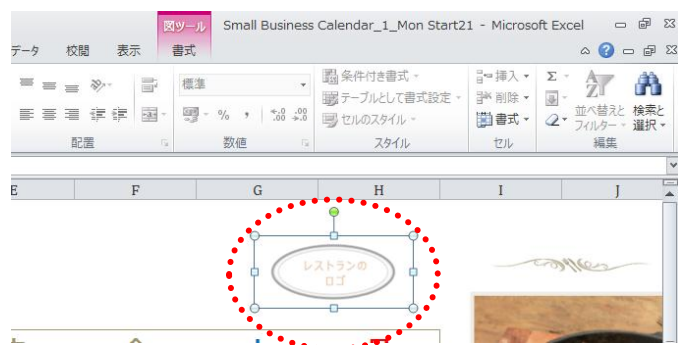 図ツール Small Business Calendar_1_Mon Start21 - Microsoft Excel
データ 校閲 表示 書式
標準
条件付き書式
テーブルとして書式設定
セルのスタイル
挿入
削除
書式
Σ
並べ替えと
フィルター
検索と
選択
% , .0 .00 .00 .0
配置 数値 スタイル セル 編集
E F G H I J
レストランの
ロゴ